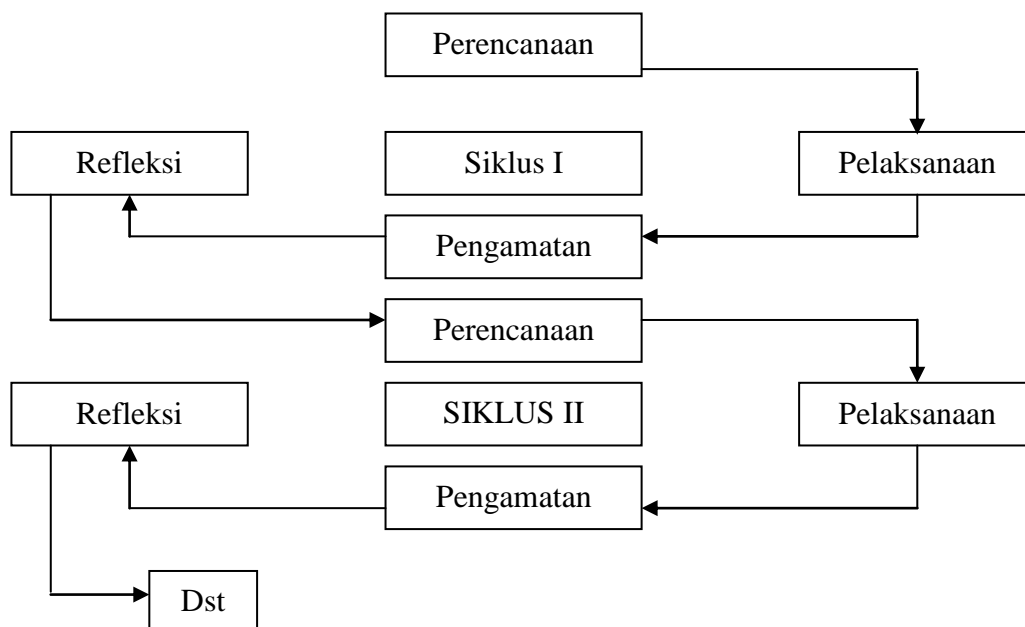 Perencanaan
Refleksi
Siklus I
Pelaksanaan
Pengamatan
Perencanaan
Refleksi
SIKLUS II
Pelaksanaan
Pengamatan
Dst